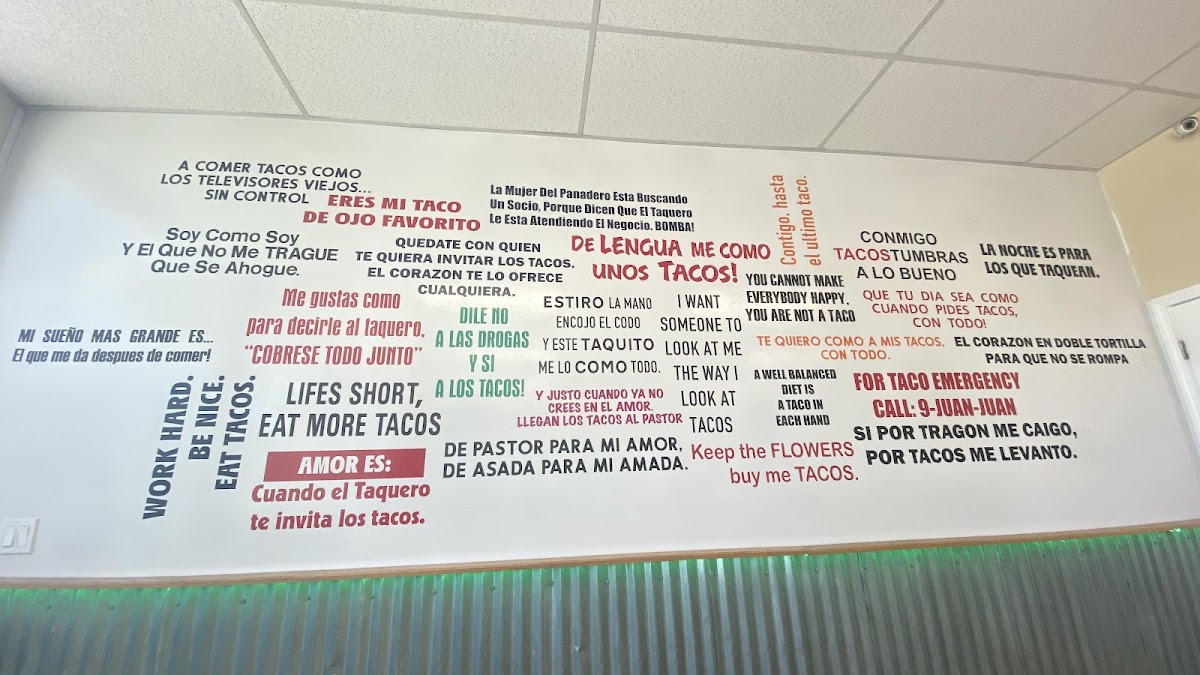 A COMER TACOS COMO
LOS TELEVISORES VIEJOS...
SIN CONTROL
ERES MI TACO
DE OJO FAVORITO
La Mujer Del Panadero Esta Buscando
Un Socio, Porque Dicen Que El Taquero
Le Esta Atendiendo El Negocio. BOMBA!
Contigo. hasta
el ultimo taco.
Soy Como Soy
Y El Que No Me TRAGUE
Que Se Ahogue.
QUEDATE CON QUIEN
TE QUIERA INVITAR LOS TACOS.
EL CORAZON TE LO OFRECE
CUALQUIERA.
DE LENGUA ME COMO
UNOS TACOS!
CONMIGO
TACOSTUMBRAS
A LO BUENO
LA NOCHE ES PARA
LOS QUE TAQUEAN.
MI SUEÑO MAS GRANDE ES...
El que me da despues de comer!
Me gustas como
para decirle al taquero,
"COBRESE TODO JUNTO"
DILE NO
A LAS DROGAS
Y SI
A LOS TACOS!
ESTIRO LA MANO
ENCOJO EL CODO
Y ESTE TAQUITO
ME LO COMO TODO.
I WANT
SOMEONE TO
LOOK AT ME
THE WAY I
LOOK AT
TACOS
YOU CANNOT MAKE
EVERYBODY HAPPY.
YOU ARE NOT A TACO
QUE TU DIA SEA COMO
CUANDO PIDES TACOS,
CON TODO!
TE QUIERO COMO A MIS TACOS.
CON TODO.
EL CORAZON EN DOBLE TORTILLA
PARA QUE NO SE ROMPA
WORK HARD.
BE NICE.
EAT TACOS.
LIFES SHORT,
EAT MORE TACOS
Y JUSTO CUANDO YA NO
CREES EN EL AMOR.
LLEGAN LOS TACOS AL PASTOR
A WELL BALANCED
DIET IS
A TACO IN
EACH HAND
FOR TACO EMERGENCY
CALL: 9-JUAN-JUAN
AMOR ES:
Cuando el Taquero
te invita los tacos.
DE PASTOR PARA MI AMOR,
DE ASADA PARA MI AMADA.
Keep the FLOWERS
buy me TACOS.
SI POR TRAGON ME CAIGO,
POR TACOS ME LEVANTO.